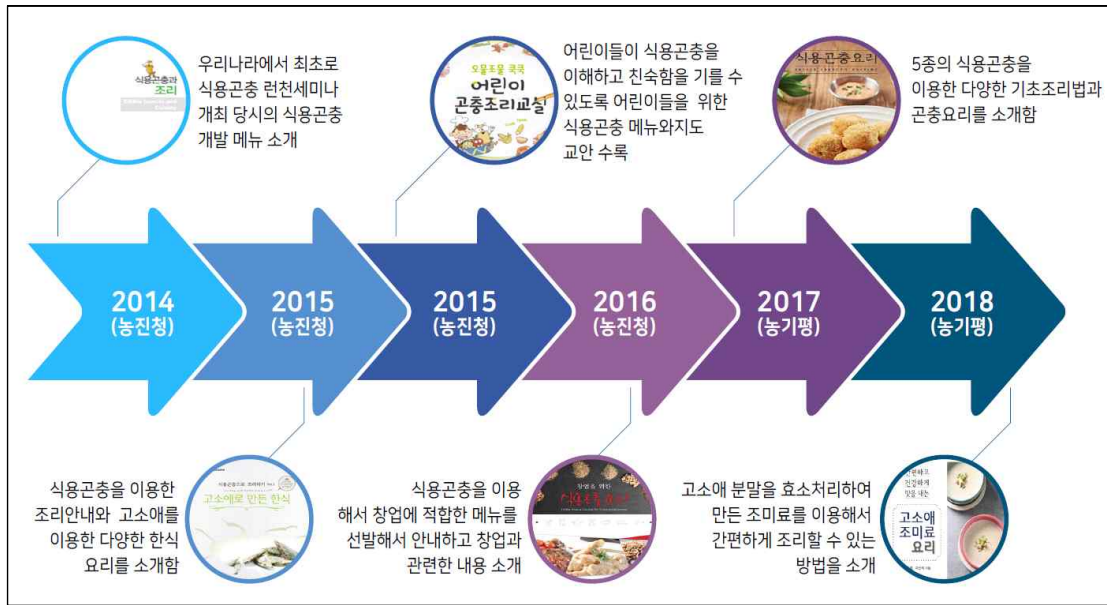 식용곤충과
조리
우리나라에서 최초로
식용곤충 런천세미나
개최 당시의 식용곤충
개발 메뉴 소개
오물조물 쿡쿡
어린이
곤충조리교실
어린이들이 식용곤충을
이해하고 친숙함을 기를 수
있도록 어린이들을 위한
식용곤충 메뉴와지도
교안 수록
식용곤충요리
5종의 식용곤충을
이용한 다양한 기초조리법과
곤충요리를 소개함
2014
(농진청)
2015
(농진청)
2015
(농진청)
2016
(농진청)
2017
(농기평)
2018
(농기평)
식용곤충을 이용한
조리안내와 고소애를
이용한 다양한 한식
요리를 소개함
고소애로 만든 한식
식용곤충을 이용
해서 창업에 적합한 메뉴를
선발해서 안내하고 창업과
관련한 내용 소개
창업을 위한
고소애 분말을 효소처리하여
만든 조미료를 이용해서
간편하게 조리할 수 있는
방법을 소개
건강하게
맛을 내는
고소애
조미료
요리